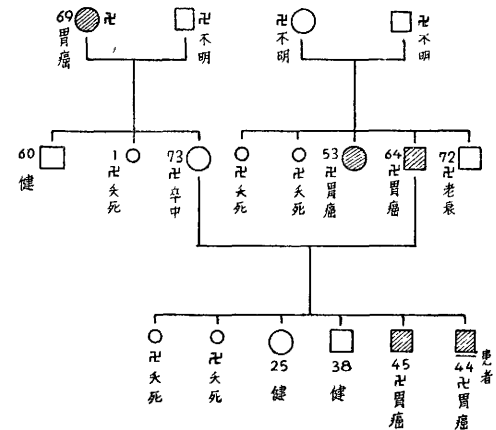 69
卍
胃癌
卍不明
卍
不明
卍
不明
60
健
1
卍夭死
73
卍卒中
卍夭死
卍夭死
53
卍胃癌
64
卍胃癌
72
卍老衰
卍夭死
卍夭死
25
健
38
健
45
卍胃癌
患者
44
卍胃癌